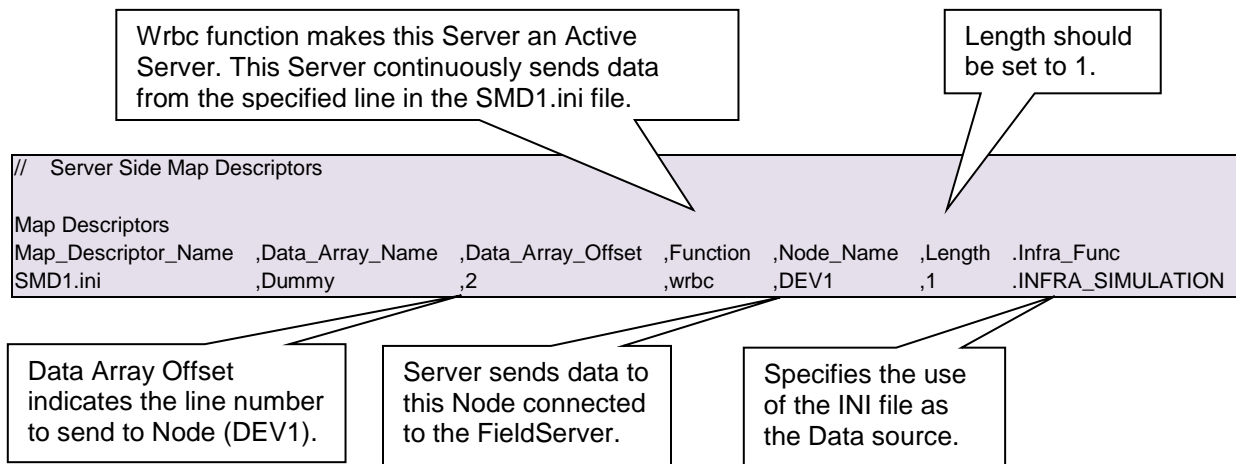 Wrbc function makes this Server an Active
Server. This Server continuously sends data
from the specified line in the SMD1.ini file.
Length should
be set to 1.
//    Server Side Map Descriptors
Map Descriptors
Map_Descriptor_Name ,Data_Array_Name ,Data_Array_Offset ,Function ,Node_Name ,Length .Infra_Func
SMD1.ini ,Dummy ,2 ,wrbc ,DEV1 ,1 .INFRA_SIMULATION
Data Array Offset
indicates the line number
to send to Node (DEV1).
Server sends data to
this Node connected
to the FieldServer.
Specifies the use
of the INI file as
the Data source.